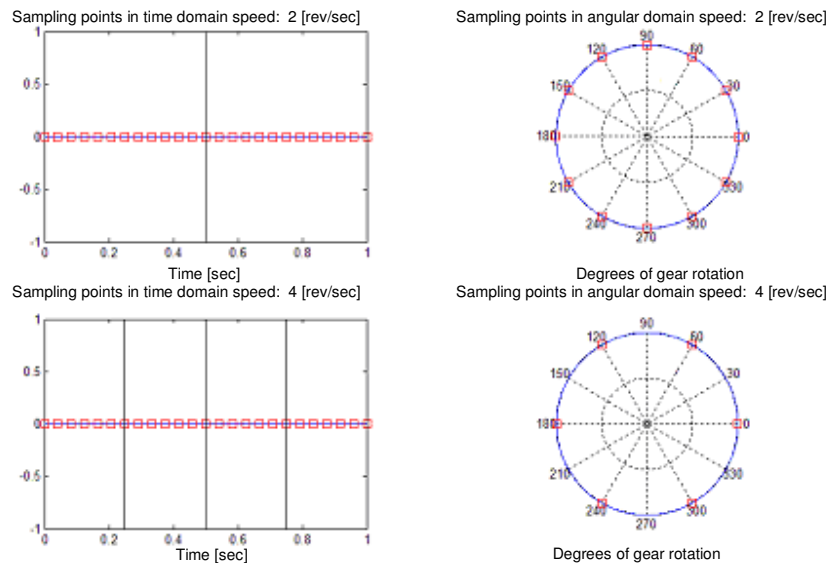 Sampling points in time domain speed: 2 [rev/sec]
1
0.5
0
-0.5
-1
0 0.2 0.4 0.6 0.8 1
Time [sec]
Sampling points in angular domain speed: 2 [rev/sec]
90
120 60
150 30
180 0
210 330
240 300
270
Degrees of gear rotation
Sampling points in time domain speed: 4 [rev/sec]
1
0.5
0
-0.5
-1
0 0.2 0.4 0.6 0.8 1
Time [sec]
Sampling points in angular domain speed: 4 [rev/sec]
90
120 60
150 30
180 0
210 330
240 300
270
Degrees of gear rotation